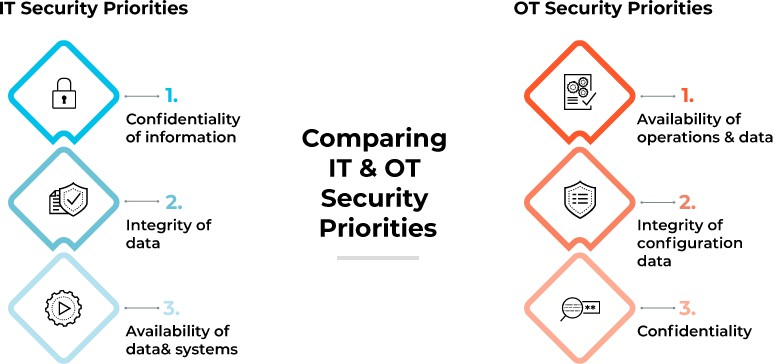 IT Security Priorities
1.
Confidentiality
of information
2.
Integrity of
data
3.
Availability of
data& systems
Comparing
IT & OT
Security
Priorities
OT Security Priorities
1.
Availability of
operations & data
2.
Integrity of
configuration
data
3.
**
Confidentiality